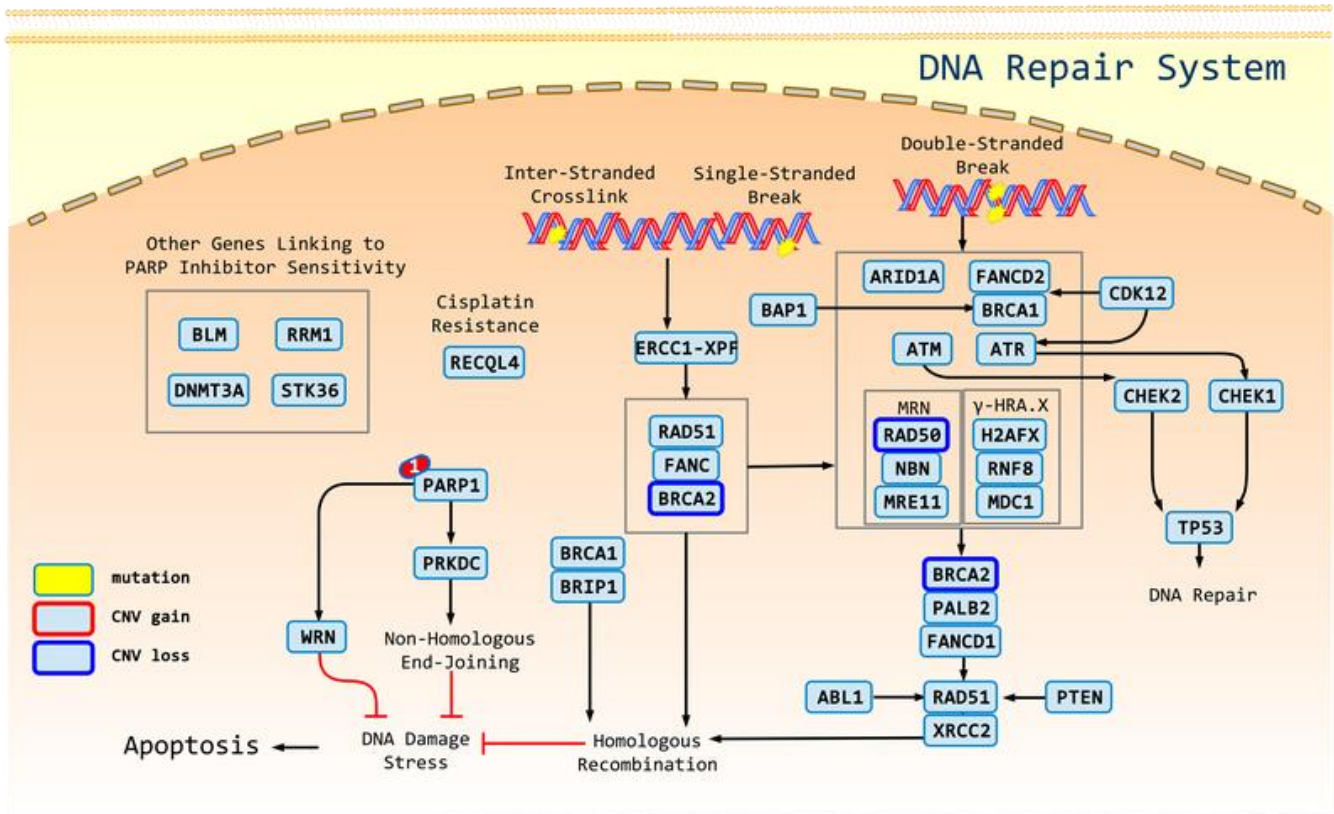 DNA Repair System
Double-Stranded
Break
Inter-Stranded
Crosslink
Single-Stranded
Break
Other Genes Linking to
PARP Inhibitor Sensitivity
BLM
RRM1
DNMT3A
STK36
Cisplatin
Resistance
RECQL4
ERCC1-XPF
RAD51
FANC
BRCA2
BAP1
ARID1A
FANCD2
BRCA1
CDK12
ATM
ATR
CHEK2
CHEK1
MRN
RAD50
NBN
MRE11
γ-HRA.X
H2AFX
RNF8
MDC1
TP53
DNA Repair
1
PARP1
PRKDC
WRN
Non-Homologous
End-Joining
BRCA1
BRIP1
BRCA2
PALB2
FANCD1
ABL1
RAD51
PTEN
XRCC2
mutation
CNV gain
CNV loss
Apoptosis
DNA Damage
Stress
Homologous
Recombination